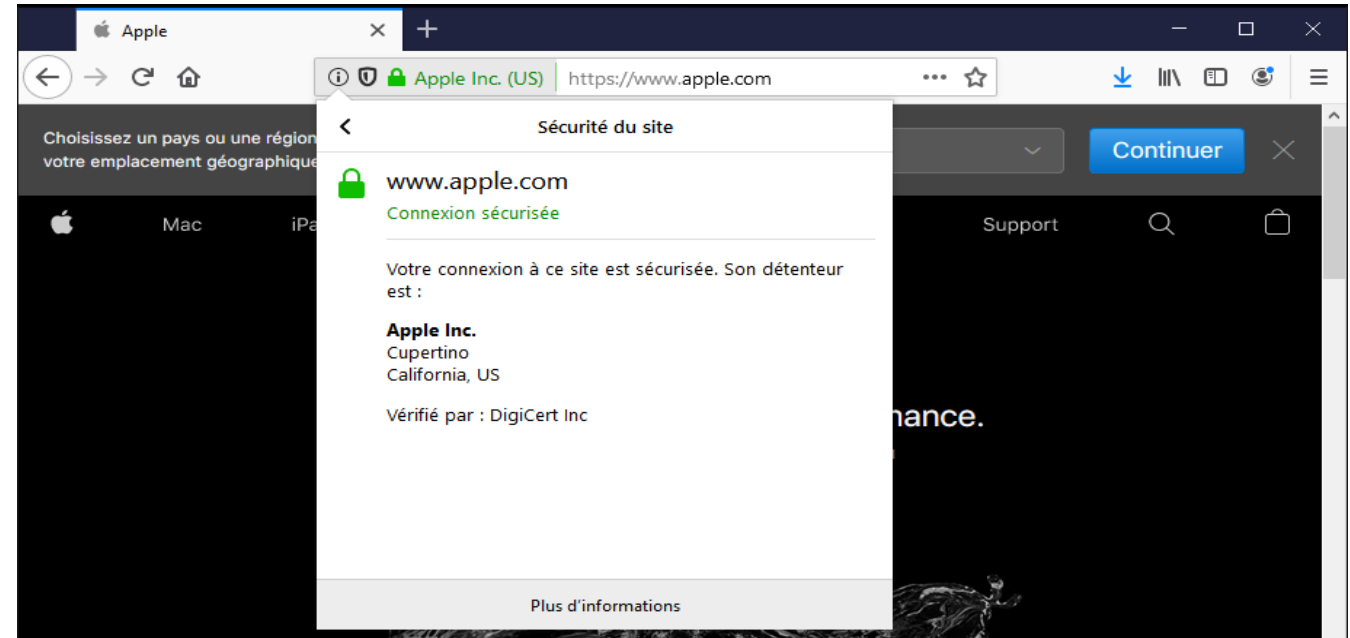 Apple
Apple Inc. (US) https://www.apple.com
Choisissez un pays ou une région
votre emplacement géographique
Continuer
Mac
Support
Sécurité du site
www.apple.com
Connexion sécurisée
Votre connexion à ce site est sécurisée. Son détenteur
est :
Apple Inc.
Cupertino
California, US
Vérifié par : DigiCert Inc
Plus d’informations